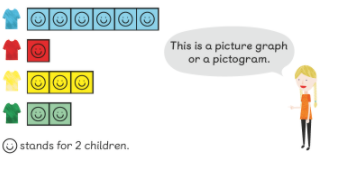 This is a picture graph
or a pictogram.
stands for 2 children.